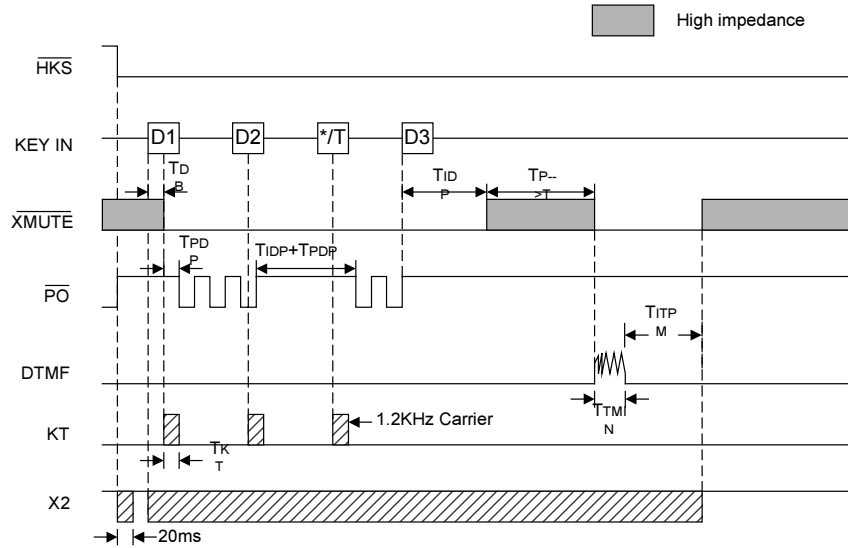 High impedance
HKS
KEY IN
D1
D2
*/T
D3
TD
B
TID
P
TP--
>T
XMUTE
TPD
P
TIDP+TPDP
PO
TITP
M
DTMF
TTMI
N
1.2KHz Carrier
KT
TK
T
X2
20ms